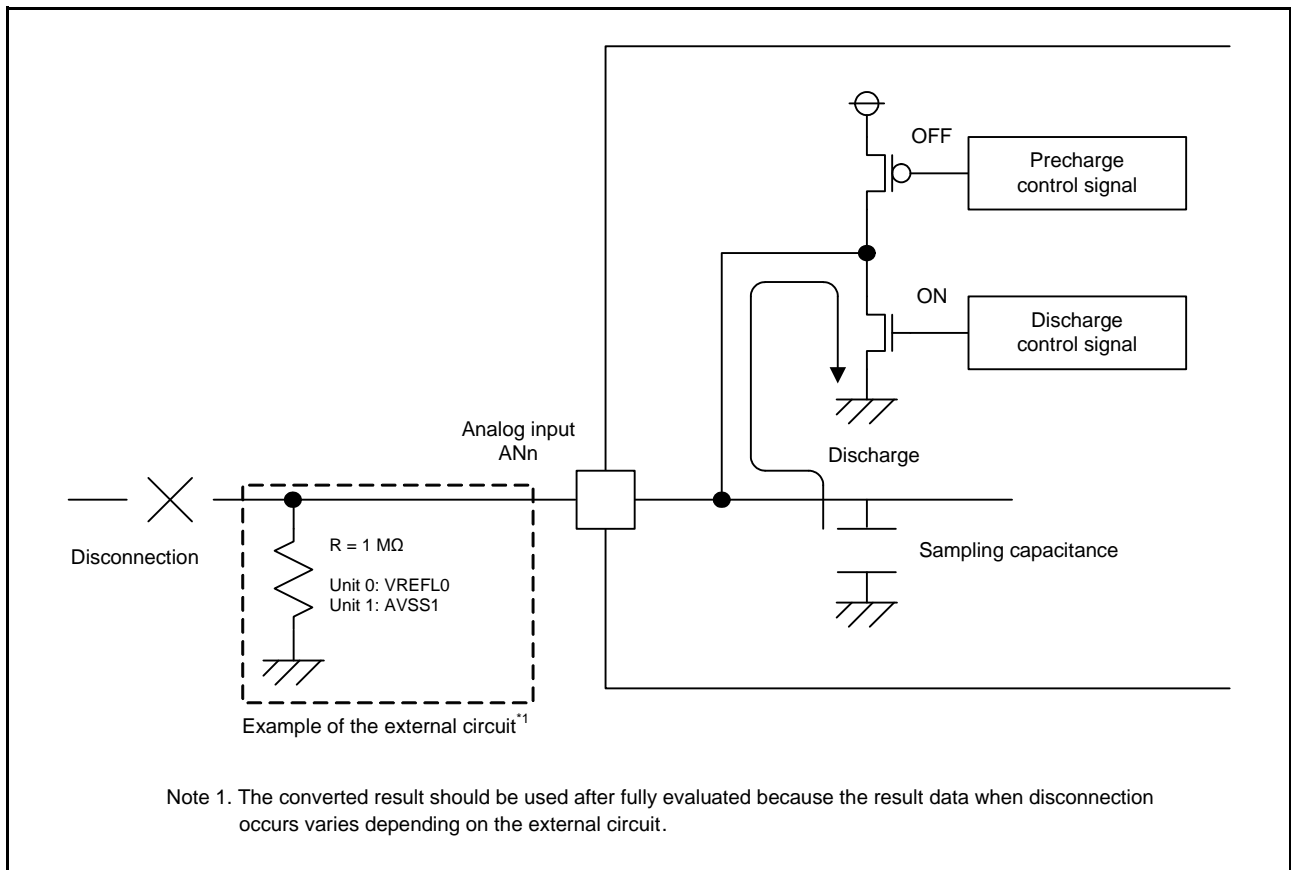 OFF
Precharge
control signal
ON
Discharge
control signal
Analog input
ANn
Discharge
Disconnection
R = 1 MΩ
Sampling capacitance
Unit 0: VREFL0
Unit 1: AVSS1
Example of the external circuit*1
Note 1. The converted result should be used after fully evaluated because the result data when disconnection
occurs varies depending on the external circuit.